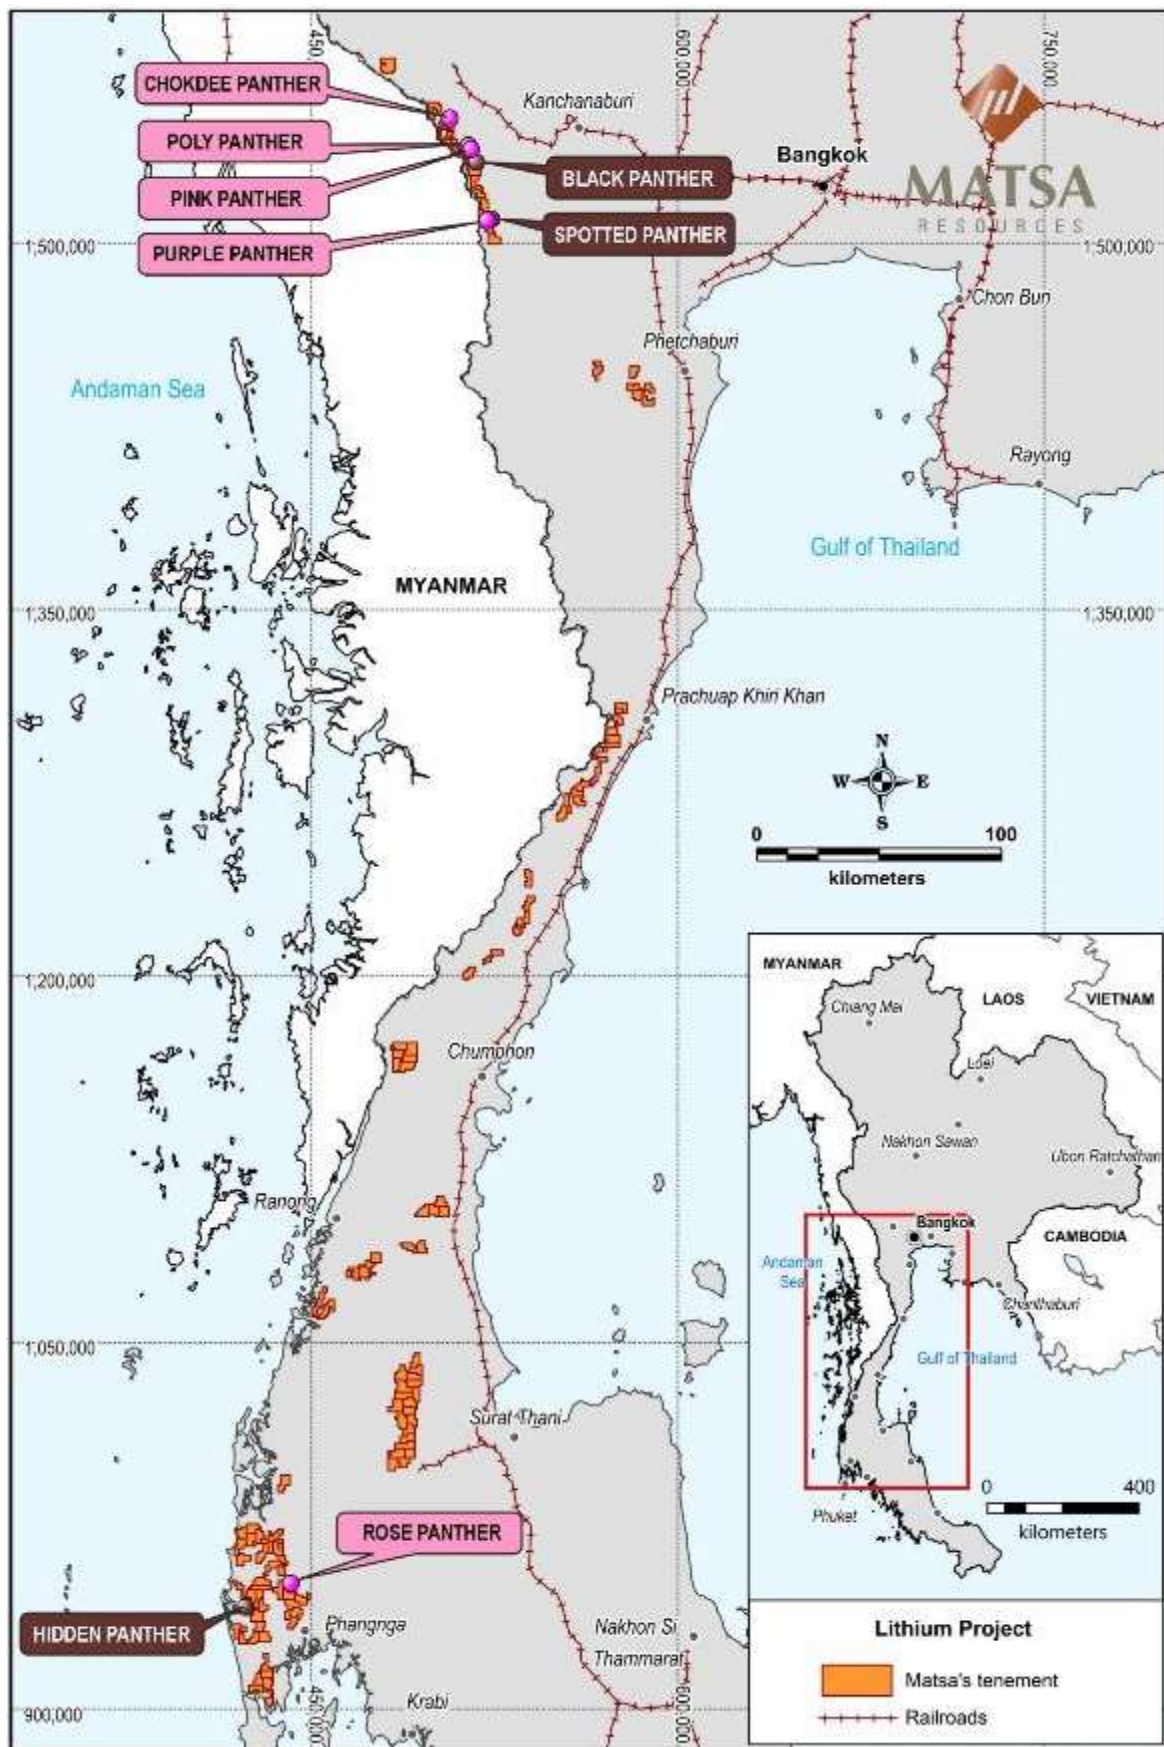 450,000
600,000
750,000
CHOKDEE PANTHER
POLY PANTHER
PINK PANTHER
PURPLE PANTHER
BLACK PANTHER
SPOTTED PANTHER
Kanchanaburi
Bangkok
MATSA
RESOURCES
1,500,000
1,500,000
Chon Buri
Phetchaburi
Andaman Sea
Rayong
Gulf of Thailand
MYANMAR
1,350,000
1,350,000
Prachuap Khiri Khan
N
W
E
S
0
100
kilometers
1,200,000
Chumphon
Ranong
1,050,000
Surat Thani
ROSE PANTHER
HIDDEN PANTHER
Phangnga
Nakhon Si
Thammarat
Krabi
900,000
450,000
600,000
MYANMAR
LAOS
VIETNAM
Chiang Mai
Loei
Nakhon Sawan
Ubon Ratchathani
Bangkok
CAMBODIA
Andaman
Sea
Chanthaburi
Gulf of Thailand
Phuket
0
400
kilometers
Lithium Project
Matsa's tenement
Railroads